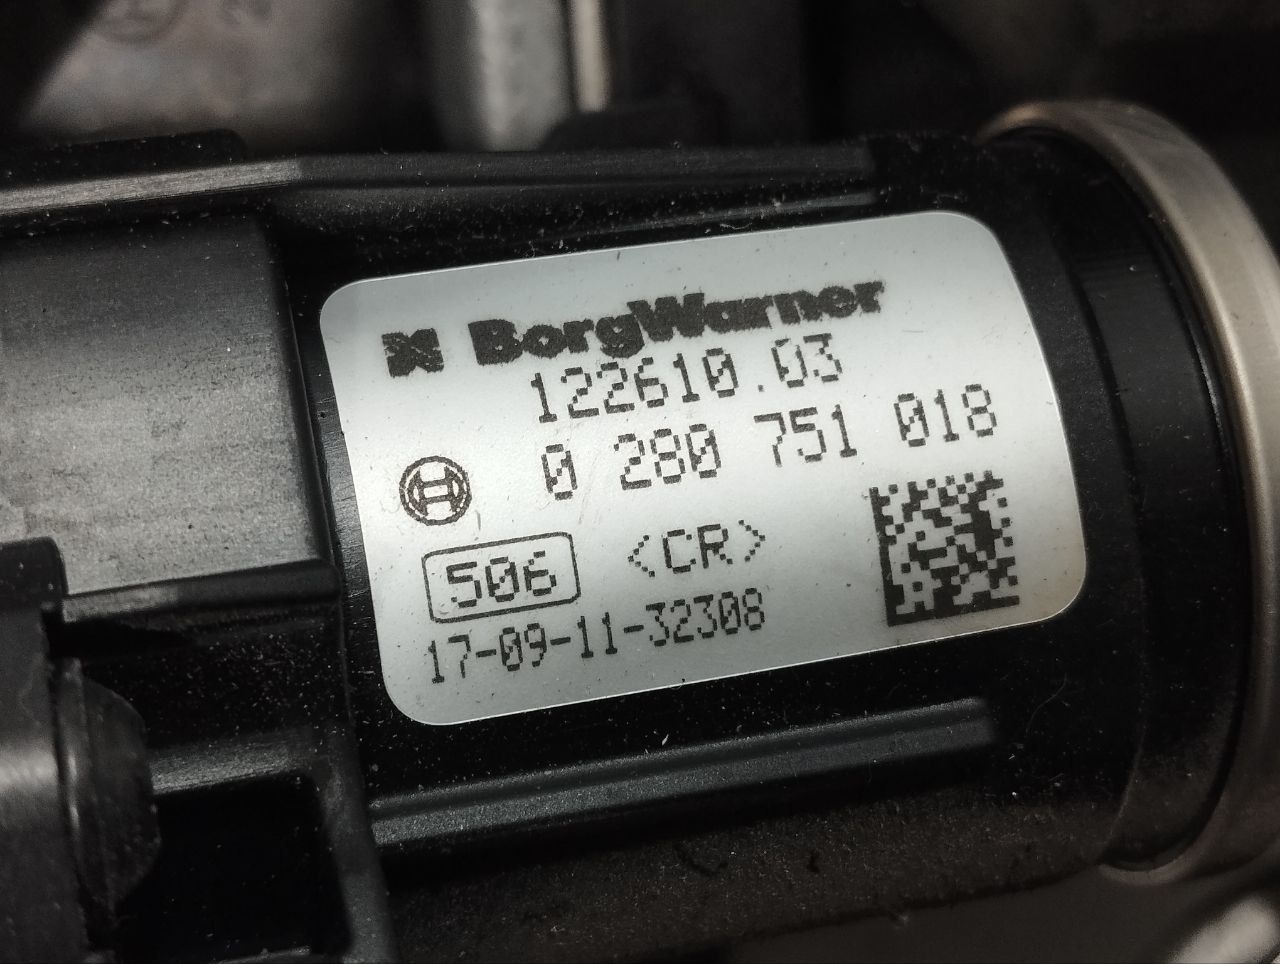 BorgWarner
122610.03
0 280 751 018
506 <CR>
17-09-11-32308